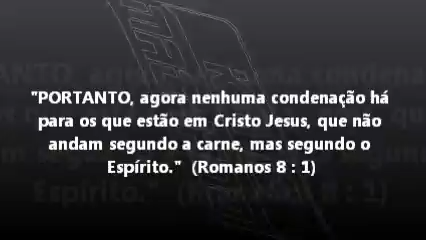 "PORTANTO, agora nenhuma condenação há
para os que estão em Cristo Jesus, que não
andam segundo a carne, mas segundo o
Espírito." (Romanos 8 : 1)